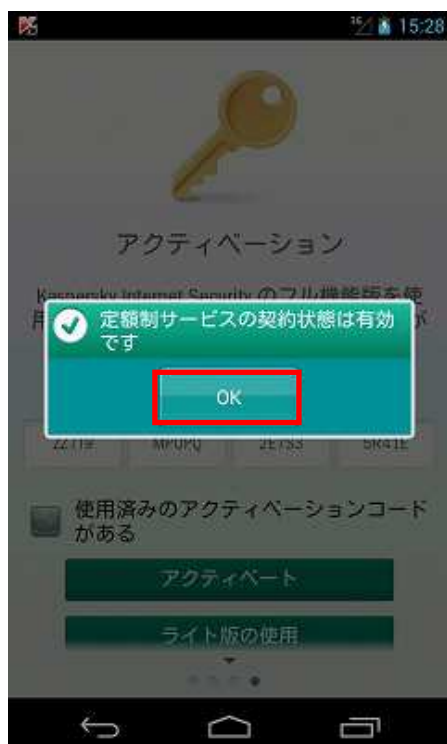 15:28
アクティベーション
Kaspersky Internet Security のフル機能版を使
定額制サービスの契約状態は有効
です
OK
使用済みのアクティベーションコード
がある
アクティベート
ライト版の使用